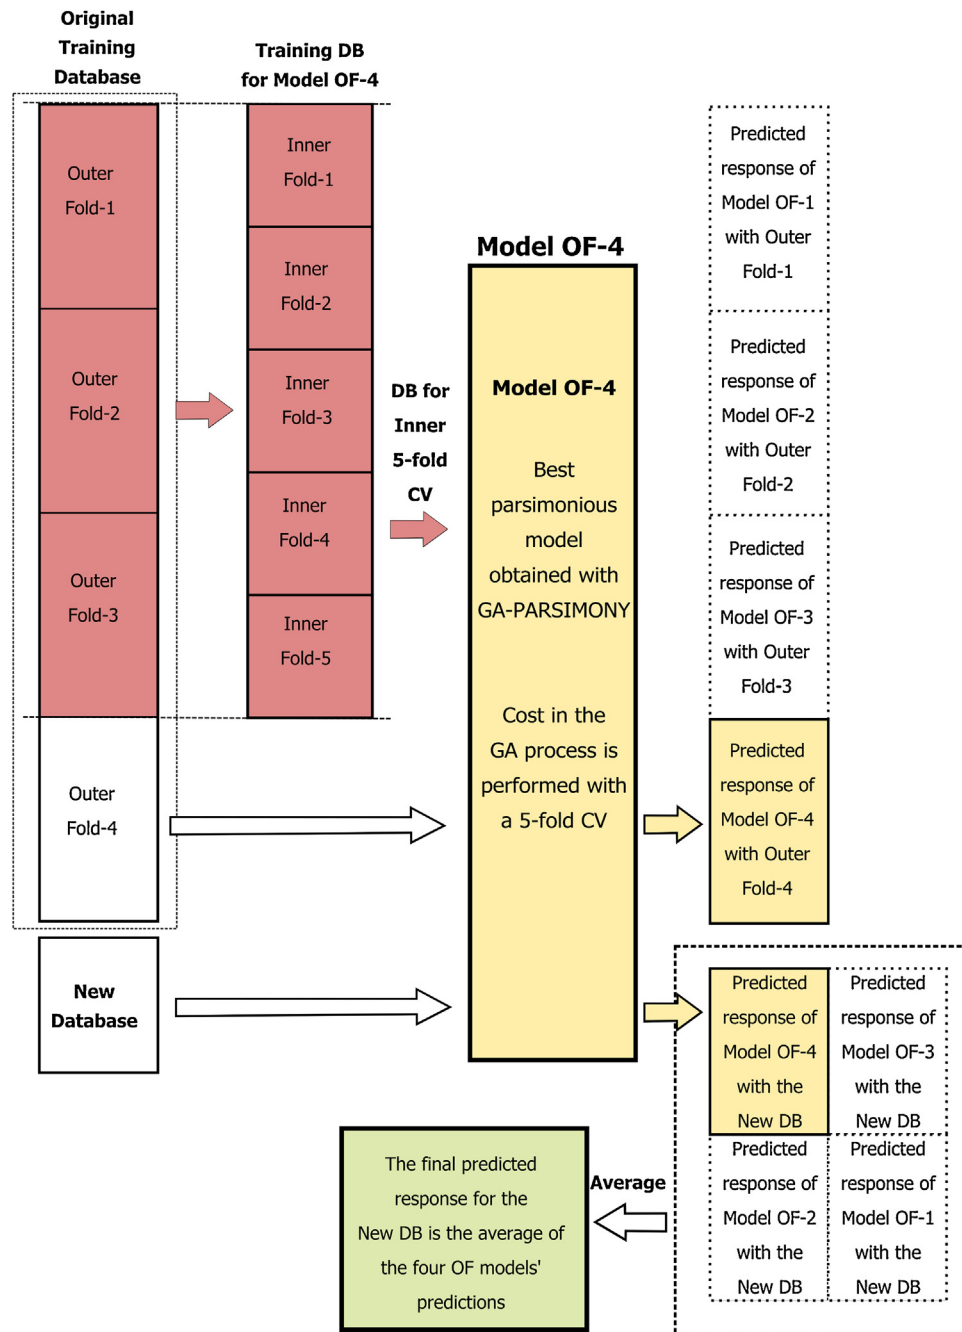 Original
Training
Database
Training DB
for Model OF-4
Outer
Fold-1
Outer
Fold-2
Outer
Fold-3
Outer
Fold-4
New
Database
Inner
Fold-1
Inner
Fold-2
Inner
Fold-3
Inner
Fold-4
Inner
Fold-5
DB for
Inner
5-fold
CV
Model OF-4
Model OF-4
Best
parsimonious
model
obtained with
GA-PARSIMONY
Cost in the
GA process is
performed with
a 5-fold CV
Predicted
response of
Model OF-1
with Outer
Fold-1
Predicted
response of
Model OF-2
with Outer
Fold-2
Predicted
response of
Model OF-3
with Outer
Fold-3
Predicted
response of
Model OF-4
with Outer
Fold-4
Predicted
response of
Model OF-4
with the
New DB
Predicted
response of
Model OF-3
with the
New DB
Predicted
response of
Model OF-2
with the
New DB
Predicted
response of
Model OF-1
with the
New DB
Average
The final predicted
response for the
New DB is the average of
the four OF models'
predictions